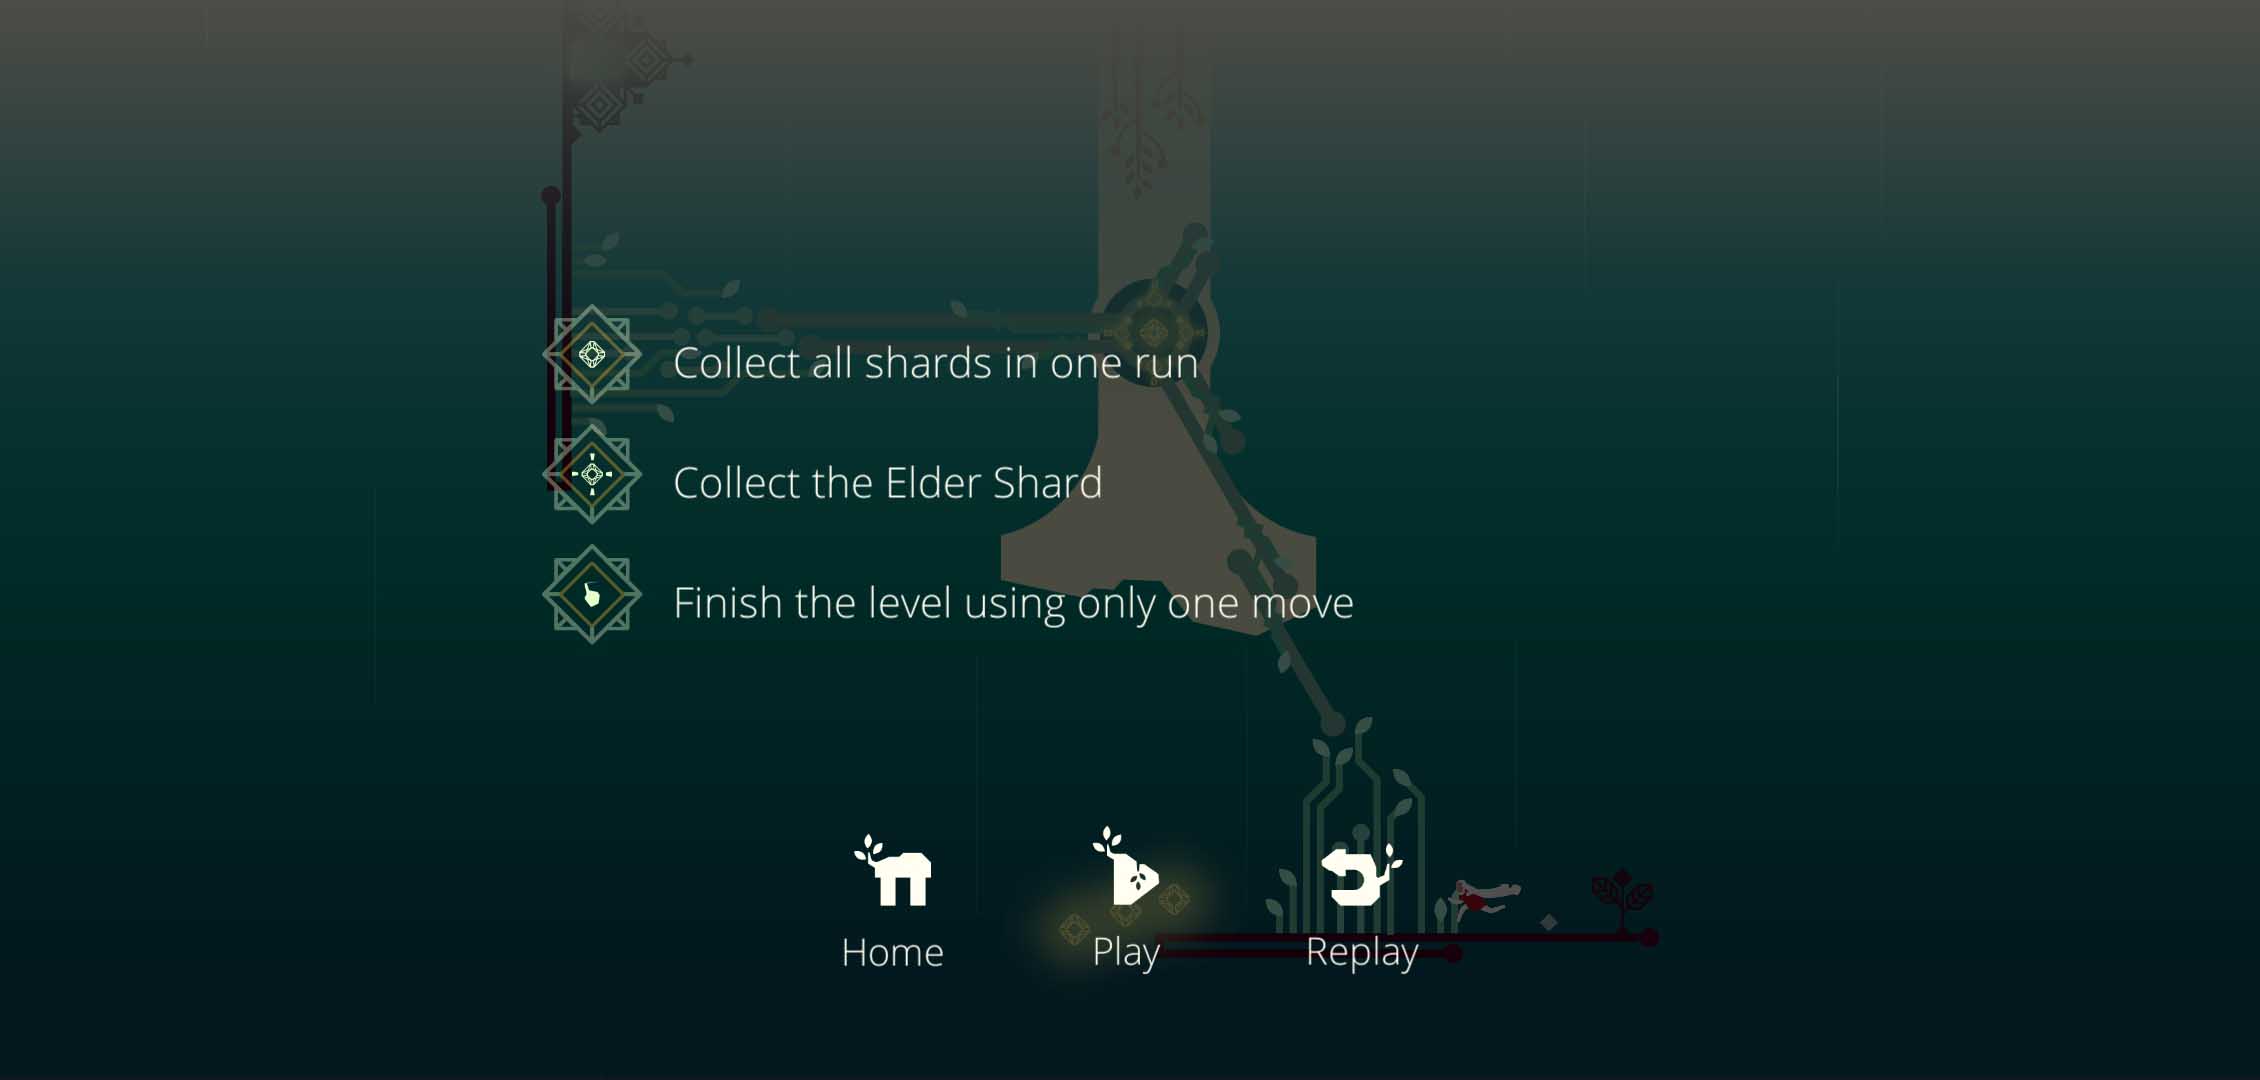 Collect all shards in one run
Collect the Elder Shard
Finish the level using only one move
Home Play Replay